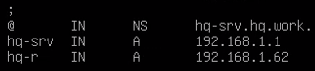 ;
@ IN NS hq-srv.hq.work.
hq-srv IN A 192.168.1.1
hq-r IN A 192.168.1.62